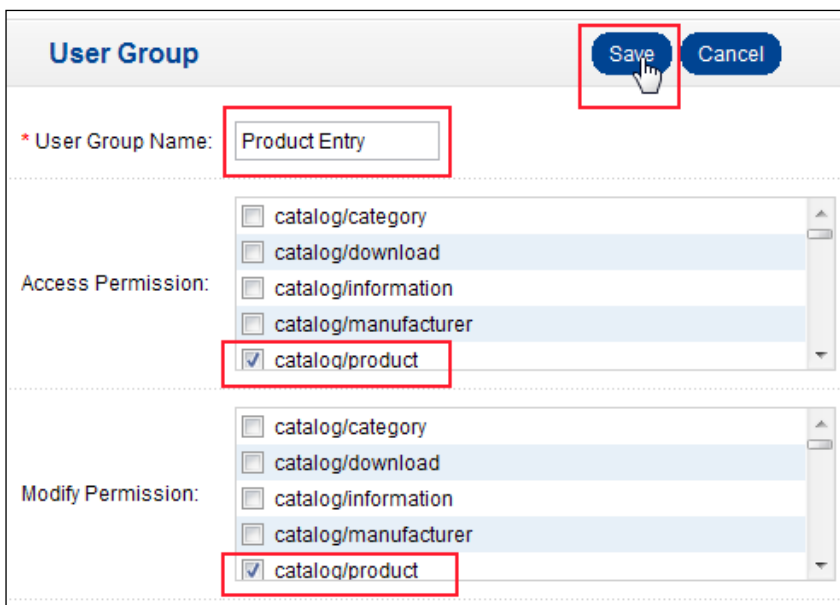 User Group
Save Cancel
* User Group Name: Product Entry
Access Permission:
catalog/category
catalog/download
catalog/information
catalog/manufacturer
catalog/product
Modify Permission:
catalog/category
catalog/download
catalog/information
catalog/manufacturer
catalog/product